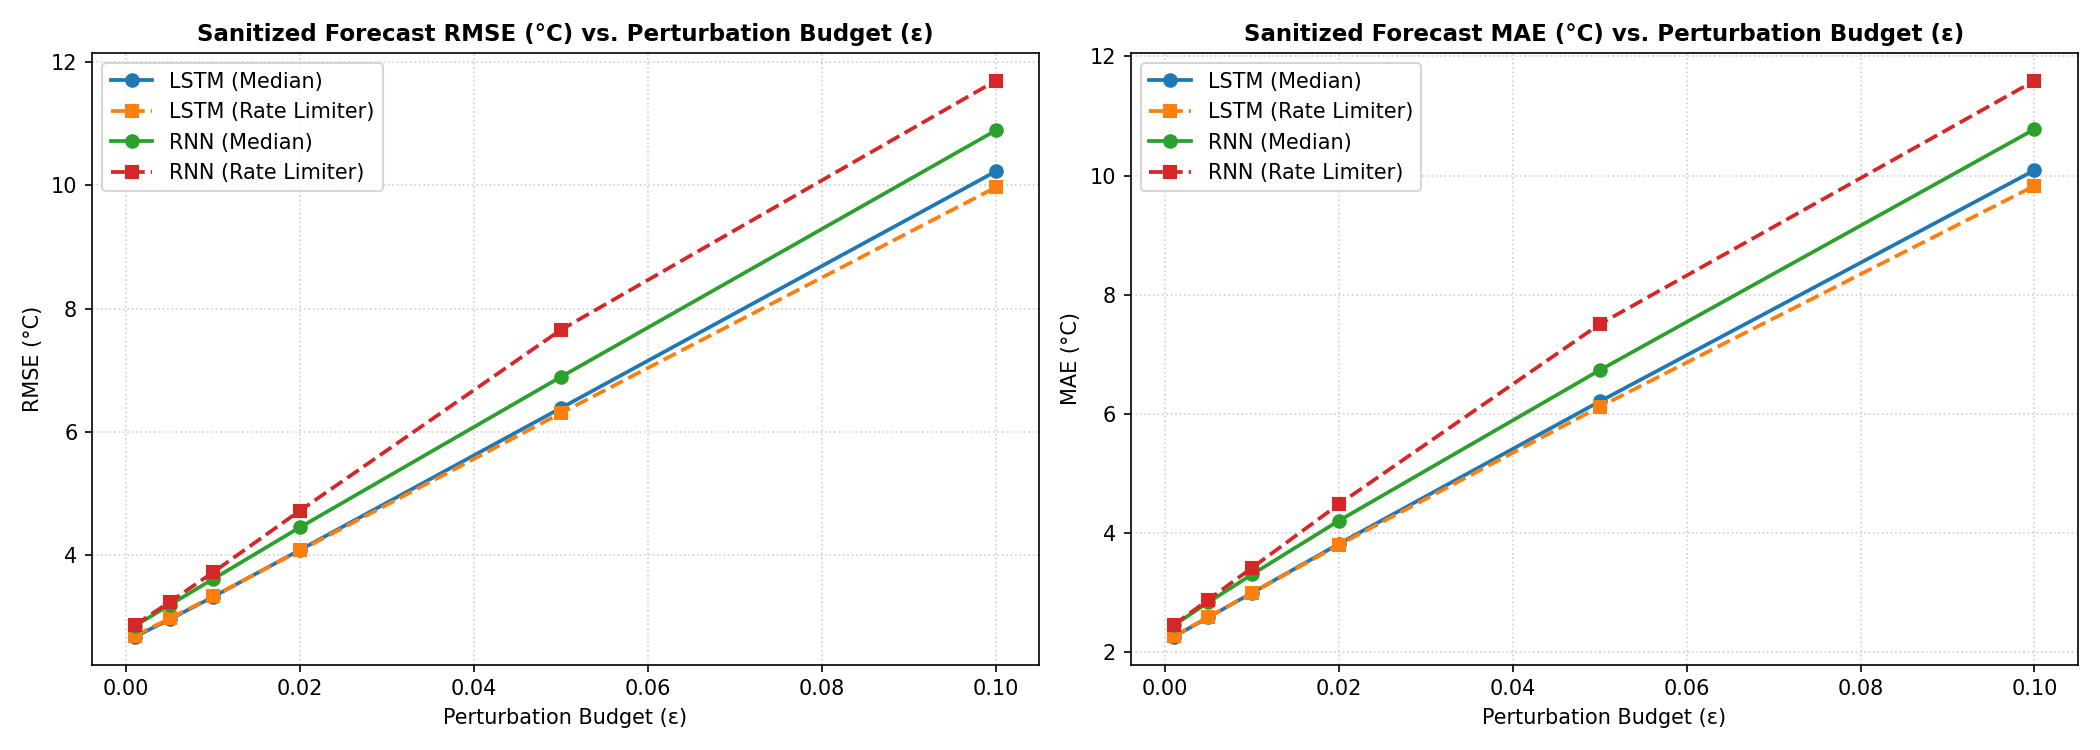 Sanitized Forecast RMSE (°C) vs. Perturbation Budget (ε)
12
10
8
6
4
RMSE (°C)
LSTM (Median)
LSTM (Rate Limiter)
RNN (Median)
RNN (Rate Limiter)
0.00 0.02 0.04 0.06 0.08 0.10
Perturbation Budget (ε)
Sanitized Forecast MAE (°C) vs. Perturbation Budget (ε)
12
10
8
6
4
2
MAE (°C)
LSTM (Median)
LSTM (Rate Limiter)
RNN (Median)
RNN (Rate Limiter)
0.00 0.02 0.04 0.06 0.08 0.10
Perturbation Budget (ε)